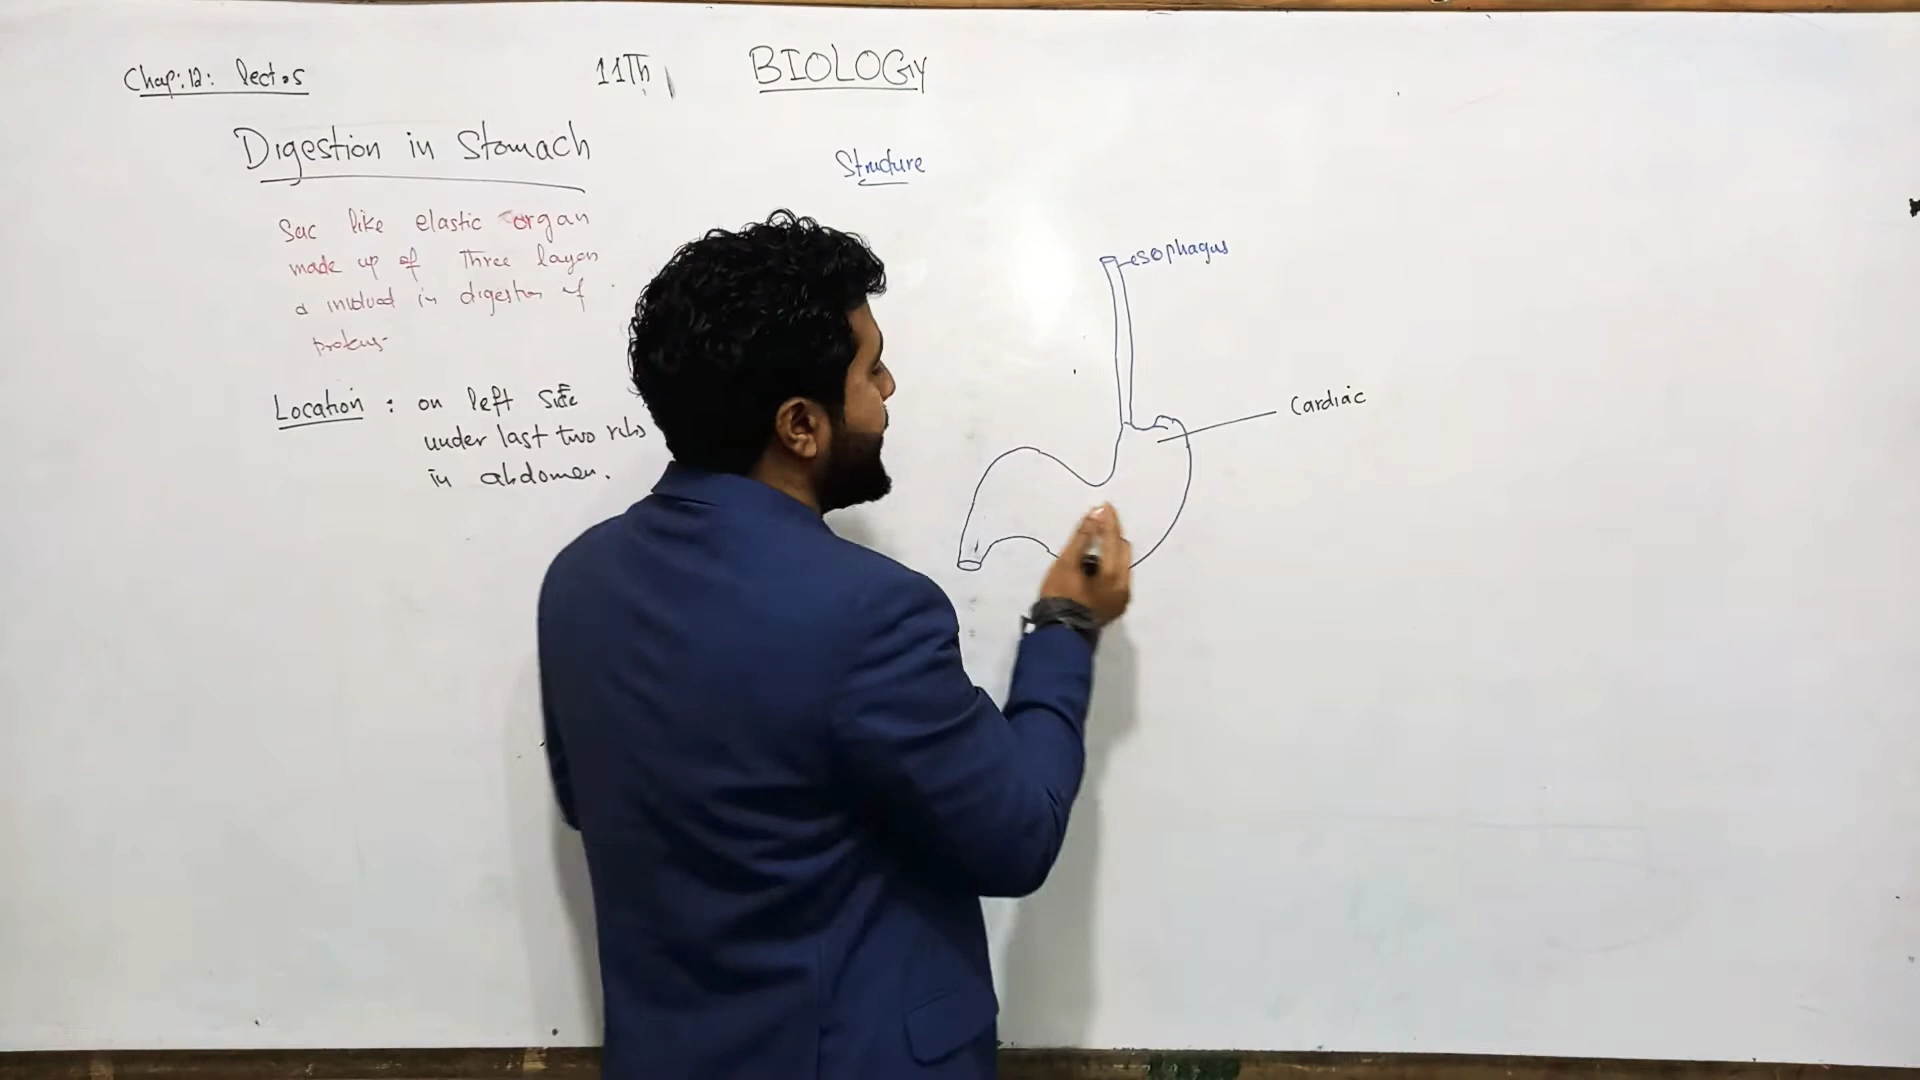 Chap:12: lect.5
11Th
BIOLOGY
Digestion in Stomach
Structure
Sac like elastic organ
made up of Three layers
& involved in digestion of
proteins.
esophagus
Cardiac
Location : on left Side
under last two ribs
in abdomen.